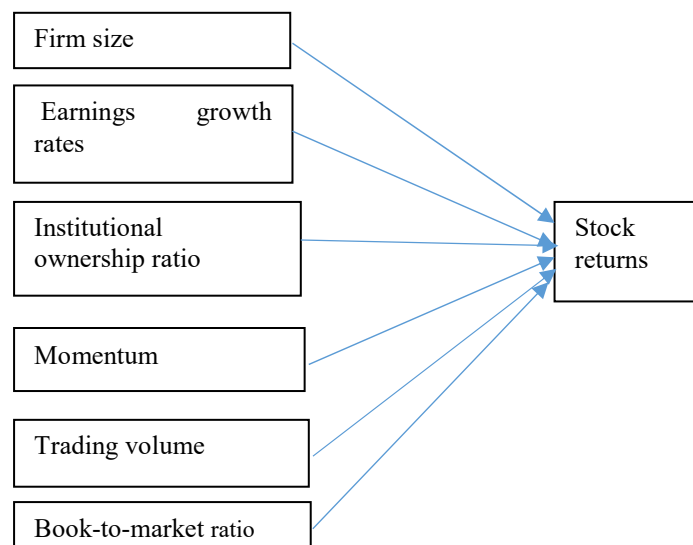 Firm size
Earnings growth
rates
Institutional
ownership ratio
Stock
returns
Momentum
Trading volume
Book-to-market ratio